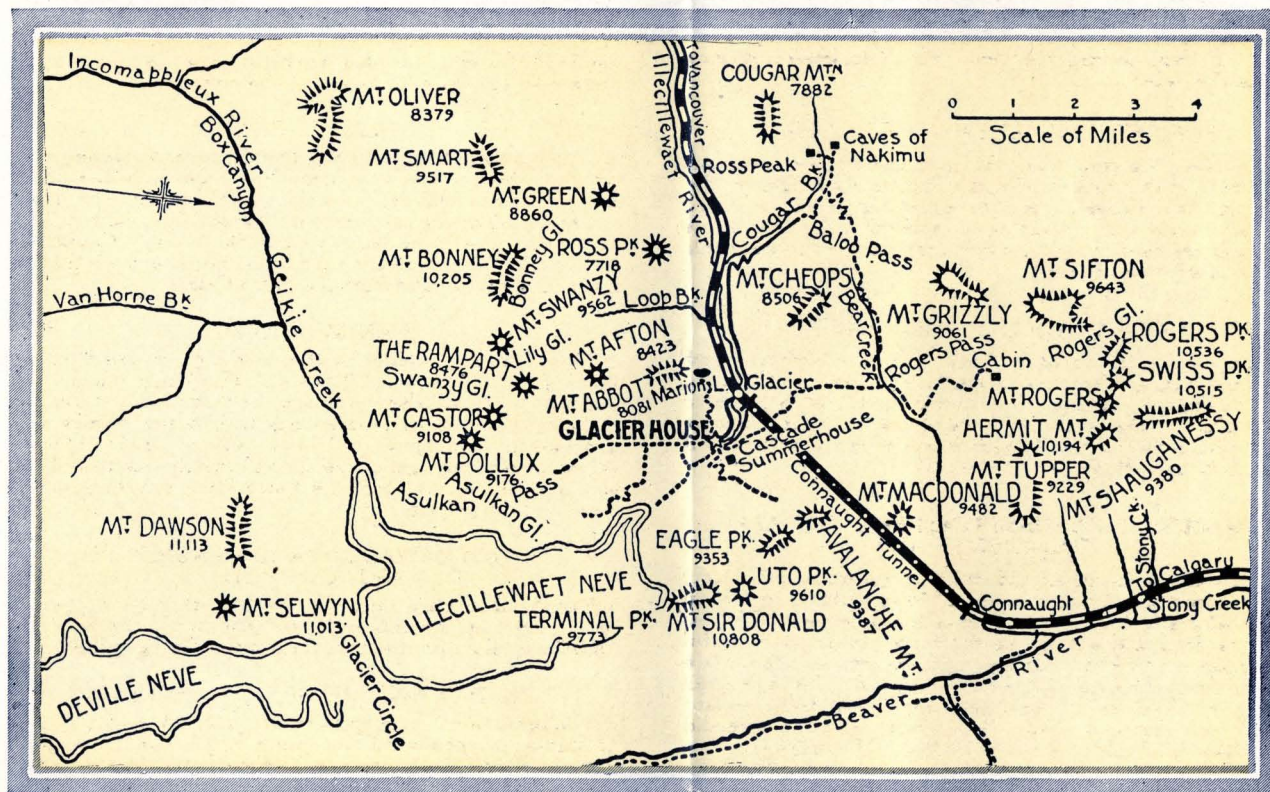 Incomappleux River
Box Canyon
Geikie Creek
Van Horne Bk
MT. OLIVER
8379
MT. SMART
9517
MT. GREEN
8860
MT. BONNEY
10,205
Bonney Gl.
ROSS PK
7718
MT. SWANZY
9562
Loop Bk.
Lily Gl.
THE RAMPART
8476
Swanzy Gl.
MT. AFTON
8423
MT. ABBOTT
8081
Marion L.
MT. CASTOR
9108
GLACIER HOUSE
MT. POLLUX
9176
Asulkan Pass
Asulkan Gl.
To Vancouver
Illecillewaet River
Ross Peak
COUGAR MTN
7882
Caves of
Nakimu
0 1 2 3 4
Scale of Miles
Cougar Bk.
Baloo Pass
MT. CHEOPS
8506
Bear Creek
MT. GRIZZLY
9061
MT. SIFTON
9643
Rogers Gl.
Rogers Pass
Cabin
ROGERS PK.
10,536
SWISS PK.
10,515
MT. ROGERS
HERMIT MT.
10,194
MT. TUPPER
9229
MT. SHAUGHNESSY
9380
Glacier
Cascade
Summerhouse
Connaught Tunnel
MT. MACDONALD
9482
EAGLE PK.
9353
AVALANCHE MT.
9387
UTO PK.
9610
MT. SIR DONALD
10,808
TERMINAL PK.
9773
ILLECILLEWAET NEVE
MT. DAWSON
11,113
MT. SELWYN
11,013
Glacier Circle
DEVILLE NEVE
Connaught
Stony Ck.
To Calgary
Stony Creek
Beaver River